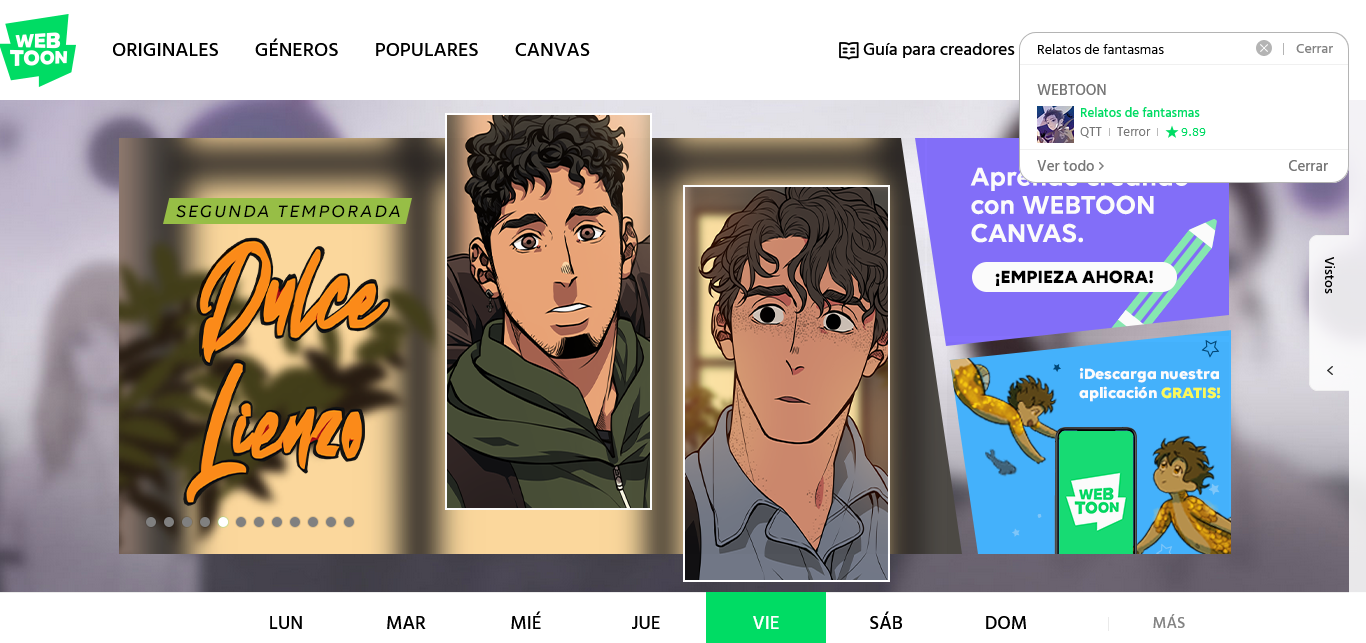 WEB
TOON
ORIGINALES
GÉNEROS
POPULARES
CANVAS
Guía para creadores
Relatos de fantasmas
Cerrar
WEBTOON
Relatos de fantasmas
QTT
Terror
9.89
Ver todo
Cerrar
SEGUNDA TEMPORADA
Dulce
Lienzo
Aprende creando
con WEBTOON
CANVAS.
¡EMPIEZA AHORA!
Vistos
¡Descarga nuestra
aplicación GRATIS!
WEB
TOON
LUN
MAR
MIÉ
JUE
VIE
SÁB
DOM
MÁS